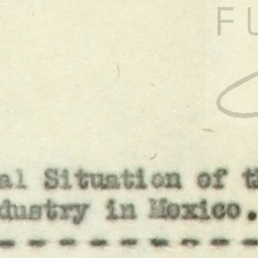 FU
al Situation of t
dustry in Mexico.